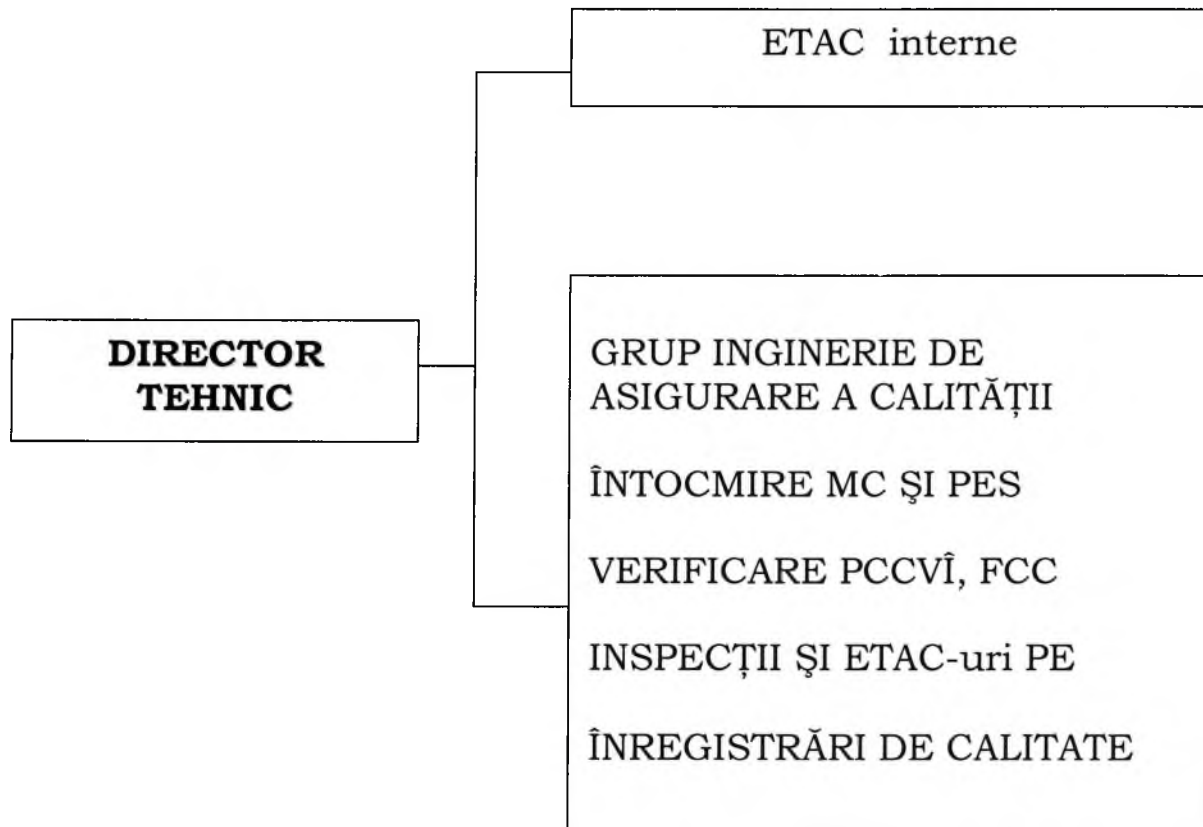 ETAC interne
DIRECTOR
TEHNIC
GRUP INGINERIE DE
ASIGURARE A CALITĂȚII
ÎNTOCMIRE MC ŞI PES
VERIFICARE PCCVÎ, FCC
INSPECȚII ŞI ETAC-uri PE
ÎNREGISTRĂRI DE CALITATE